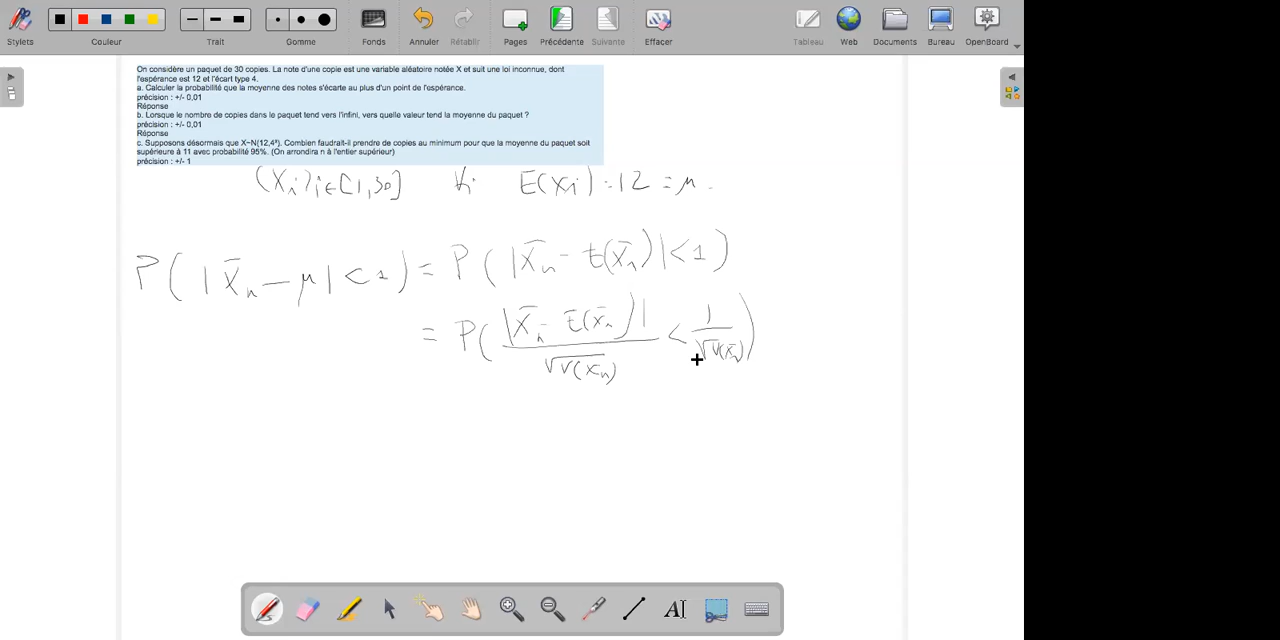 Stylets Couleur Trait Gomme Fonds Annuler Rétablir Pages Précédente Suivante Effacer Tableau Web Documents Bureau OpenBoard
On considère un paquet de 30 copies. La note d'une copie est une variable aléatoire notée X et suit une loi inconnue, dont
l'espérance est 12 et l'écart type 4.
a. Calculer la probabilité que la moyenne des notes s'écarte au plus d'un point de l'espérance.
précision : +/- 0,01
Réponse
b. Lorsque le nombre de copies dans le paquet tend vers l'infini, vers quelle valeur tend la moyenne du paquet ?
précision : +/- 0,01
Réponse
c. Supposons désormais que X~N(12,4²). Combien faudrait-il prendre de copies au minimum pour que la moyenne du paquet soit
supérieure à 11 avec probabilité 95%. (On arrondira n à l'entier supérieur)
précision : +/- 1
(Xi)i∈[1,30] ∀i E(Xi) = 12 = μ.
P(|X̄n − μ| < 1) = P(|X̄n − E(X̄n)| < 1)
= P(|X̄n − E(X̄n)| / √V(X̄n) < 1 / √V(X̄n))